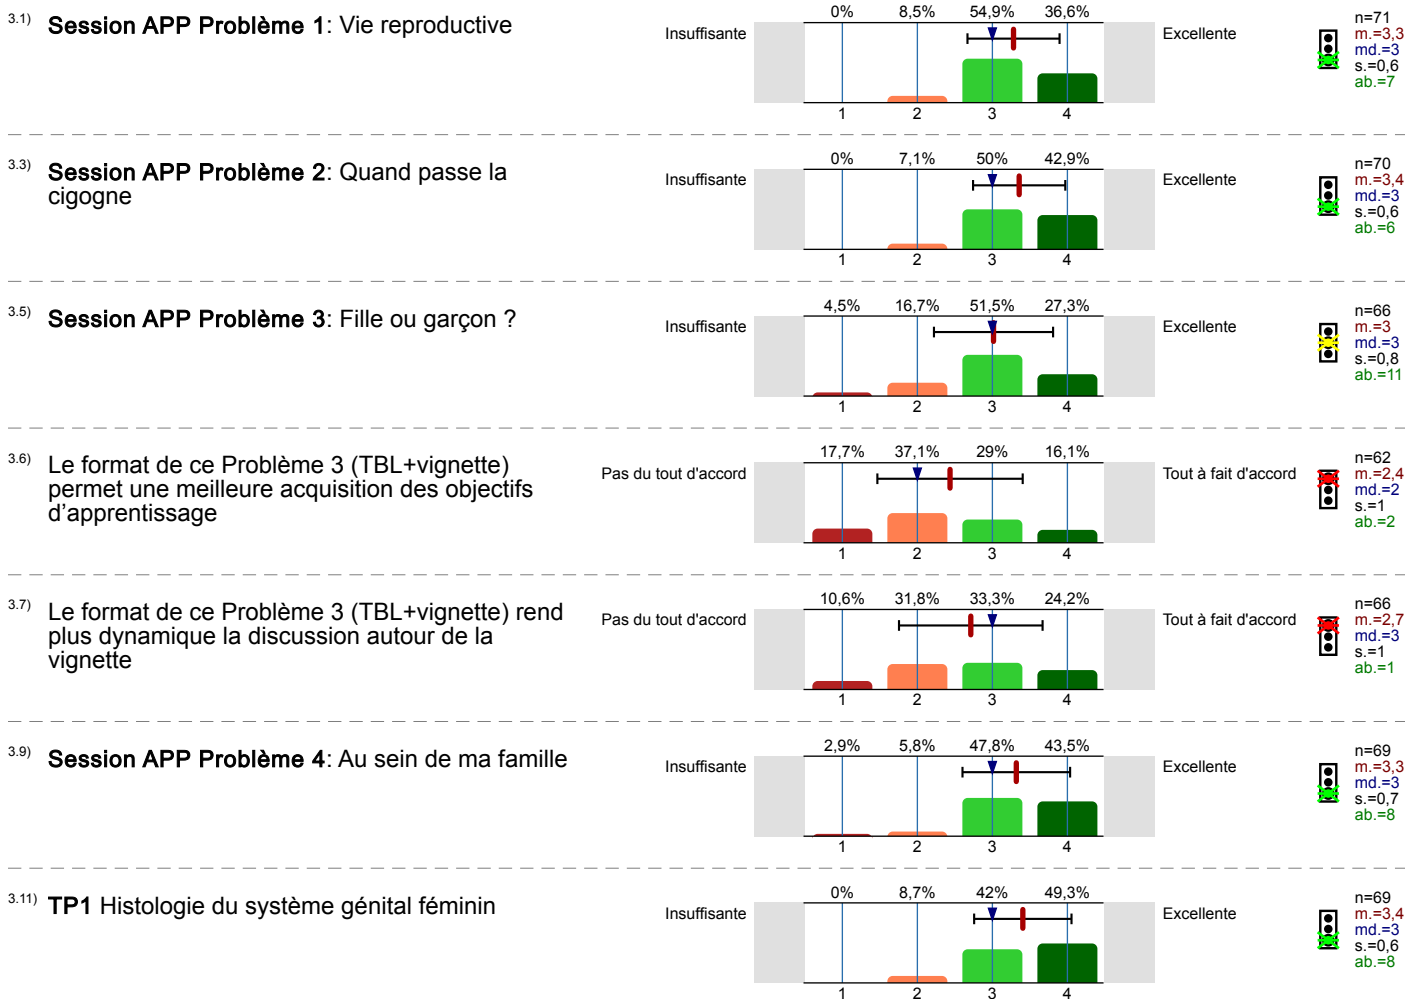 3.1) Session APP Problème 1: Vie reproductive
Insuffisante
0% 8,5% 54,9% 36,6%
1 2 3 4
Excellente
n=71
m.=3,3
md.=3
s.=0,6
ab.=7
3.3) Session APP Problème 2: Quand passe la
cigogne
Insuffisante
0% 7,1% 50% 42,9%
1 2 3 4
Excellente
n=70
m.=3,4
md.=3
s.=0,6
ab.=6
3.5) Session APP Problème 3: Fille ou garçon ?
Insuffisante
4,5% 16,7% 51,5% 27,3%
1 2 3 4
Excellente
n=66
m.=3
md.=3
s.=0,8
ab.=11
3.6) Le format de ce Problème 3 (TBL+vignette)
permet une meilleure acquisition des objectifs
d'apprentissage
Pas du tout d'accord
17,7% 37,1% 29% 16,1%
1 2 3 4
Tout à fait d'accord
n=62
m.=2,4
md.=2
s.=1
ab.=2
3.7) Le format de ce Problème 3 (TBL+vignette) rend
plus dynamique la discussion autour de la
vignette
Pas du tout d'accord
10,6% 31,8% 33,3% 24,2%
1 2 3 4
Tout à fait d'accord
n=66
m.=2,7
md.=3
s.=1
ab.=1
3.9) Session APP Problème 4: Au sein de ma famille
Insuffisante
2,9% 5,8% 47,8% 43,5%
1 2 3 4
Excellente
n=69
m.=3,3
md.=3
s.=0,7
ab.=8
3.11) TP1 Histologie du système génital féminin
Insuffisante
0% 8,7% 42% 49,3%
1 2 3 4
Excellente
n=69
m.=3,4
md.=3
s.=0,6
ab.=8